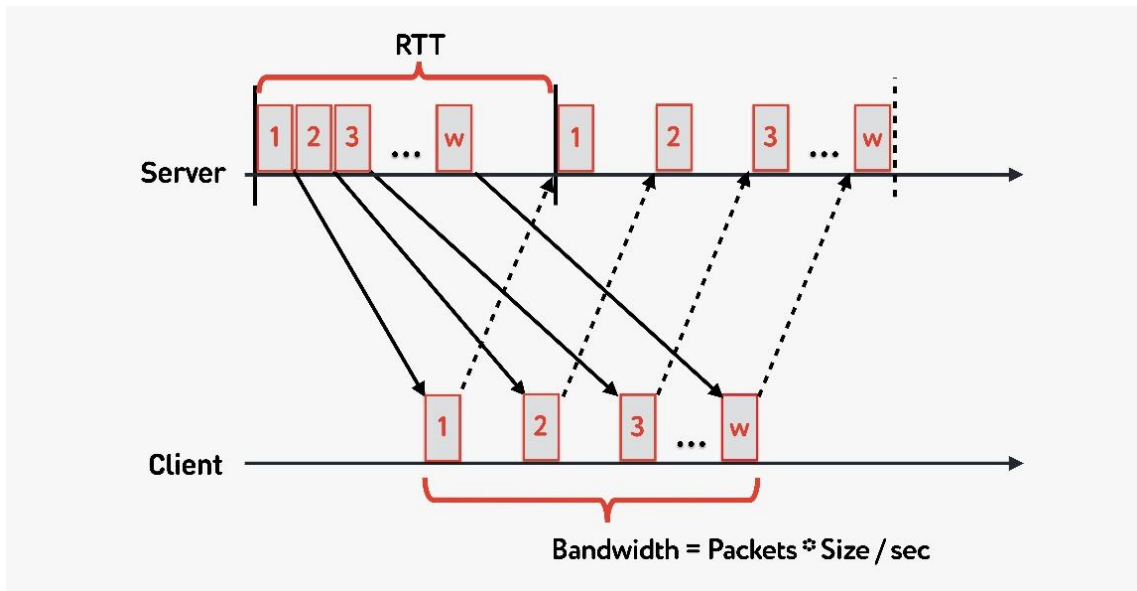 RTT
1 2 3 ... w 1 2 3 ... w
Server
1 2 3 ... w
Client
Bandwidth = Packets * Size / sec